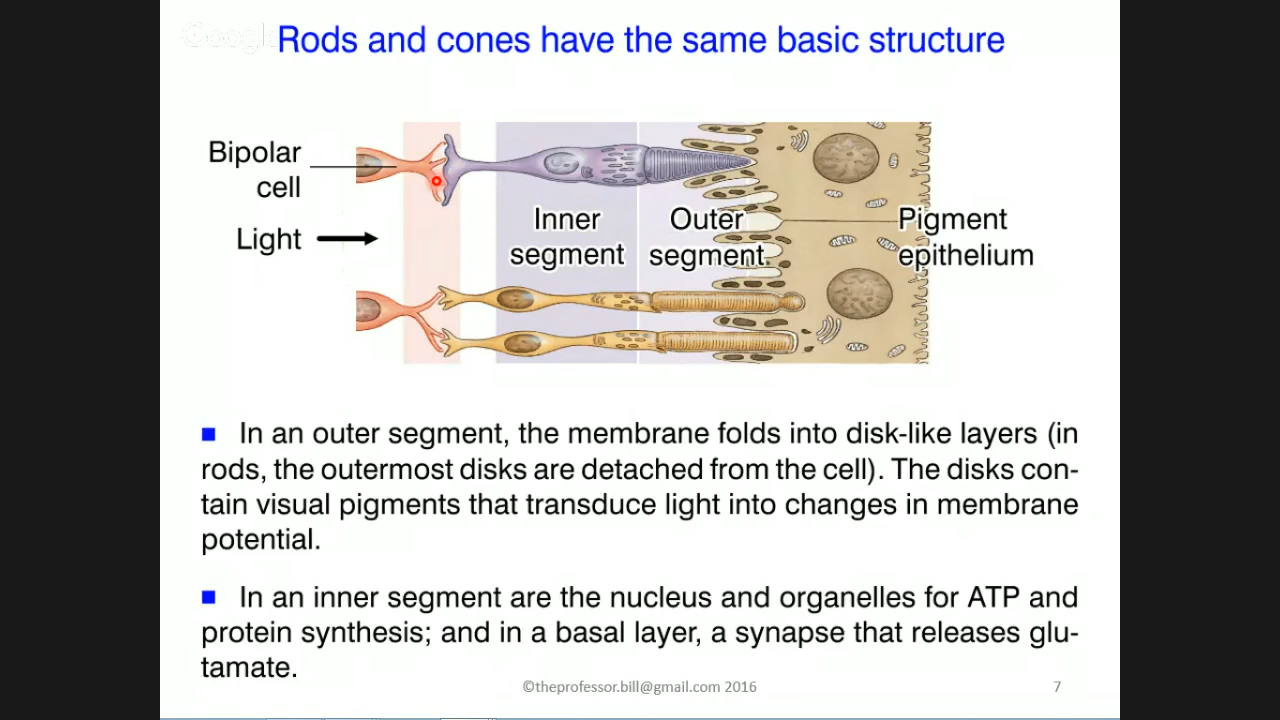 Google
Rods and cones have the same basic structure
Bipolar
cell
Light
Inner
segment
Outer
segment
Pigment
epithelium
■ In an outer segment, the membrane folds into disk-like layers (in
rods, the outermost disks are detached from the cell). The disks con-
tain visual pigments that transduce light into changes in membrane
potential.
■ In an inner segment are the nucleus and organelles for ATP and
protein synthesis; and in a basal layer, a synapse that releases glu-
tamate.
©theprofessor.bill@gmail.com 2016
7